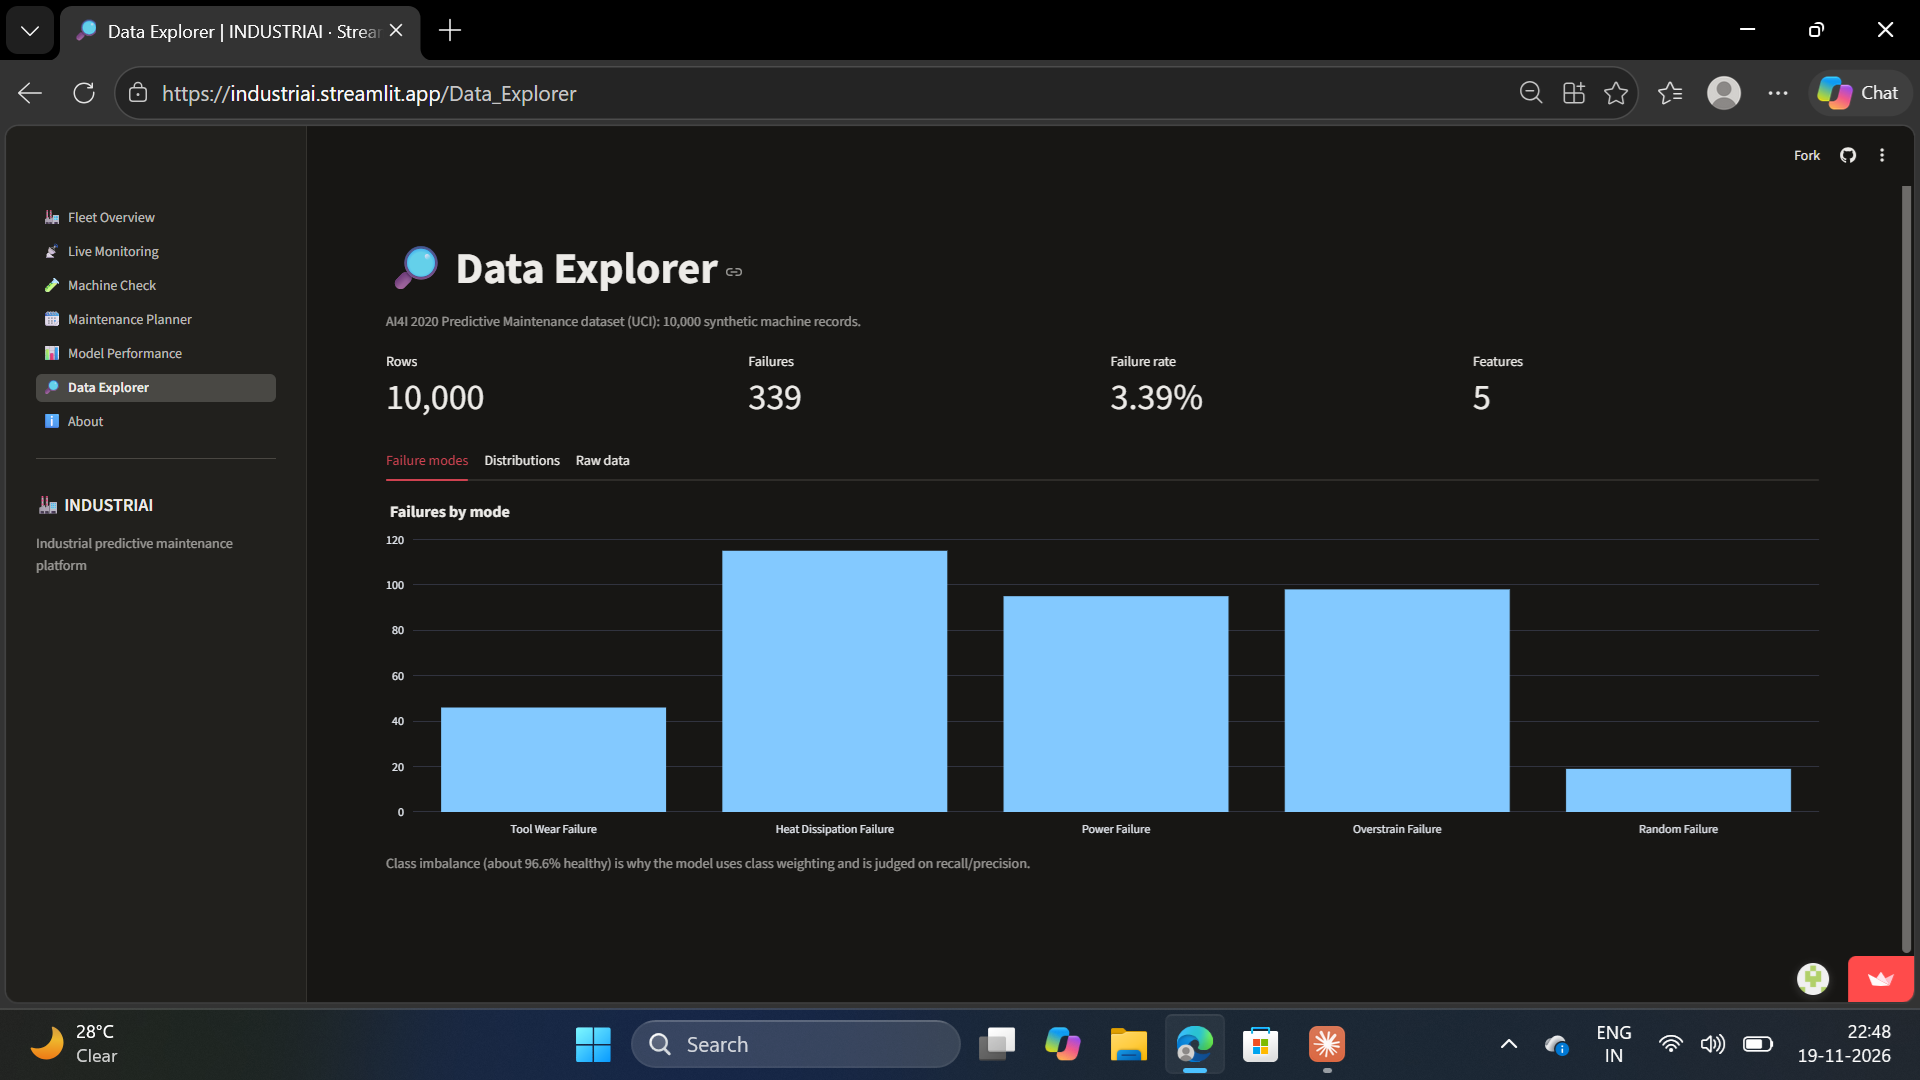 Data Explorer | INDUSTRIAI · Strea
https://industriai.streamlit.app/Data_Explorer
Chat
Fork
Fleet Overview
Live Monitoring
Machine Check
Maintenance Planner
Model Performance
Data Explorer
About
INDUSTRIAI
Industrial predictive maintenance
platform
Data Explorer
AI4I 2020 Predictive Maintenance dataset (UCI): 10,000 synthetic machine records.
Rows
10,000
Failures
339
Failure rate
3.39%
Features
5
Failure modes Distributions Raw data
Failures by mode
120
100
80
60
40
20
0
Tool Wear Failure Heat Dissipation Failure Power Failure Overstrain Failure Random Failure
Class imbalance (about 96.6% healthy) is why the model uses class weighting and is judged on recall/precision.
28°C
Clear
Search
ENG
IN
22:48
19-11-2026